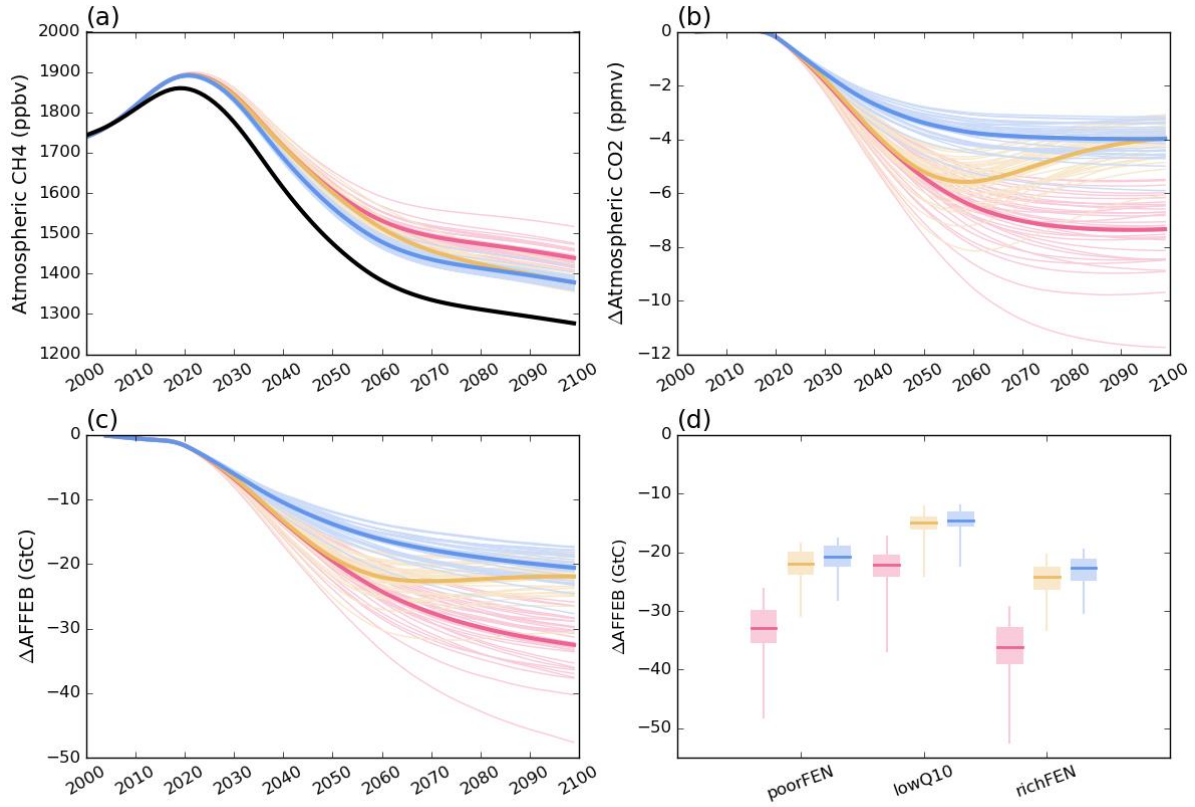 (a)
Atmospheric CH4 (ppbv)
2000
1900
1800
1700
1600
1500
1400
1300
1200
2000 2010 2020 2030 2040 2050 2060 2070 2080 2090 2100
(b)
ΔAtmospheric CO2 (ppmv)
0
−2
−4
−6
−8
−10
−12
2000 2010 2020 2030 2040 2050 2060 2070 2080 2090 2100
(c)
ΔAFFEB (GtC)
0
−10
−20
−30
−40
−50
2000 2010 2020 2030 2040 2050 2060 2070 2080 2090 2100
(d)
ΔAFFEB (GtC)
0
−10
−20
−30
−40
−50
poorFEN lowQ10 richFEN